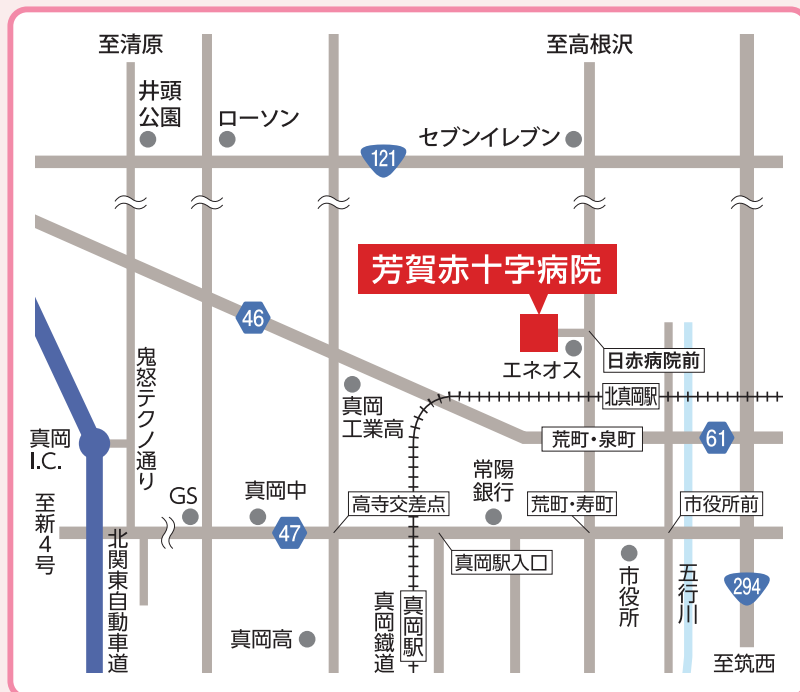 至清原
至高根沢
井頭
公園
ローソン
セブンイレブン
121
芳賀赤十字病院
46
日赤病院前
エネオス
鬼怒テクノ通り
真岡
工業高
北真岡駅
荒町・泉町
61
真岡
I.C.
至新4号
GS
真岡中
高寺交差点
常陽
銀行
荒町・寿町
市役所前
47
真岡駅入口
北関東自動車道
真岡高
真岡鐵道
真岡駅
市役所
五行川
294
至筑西